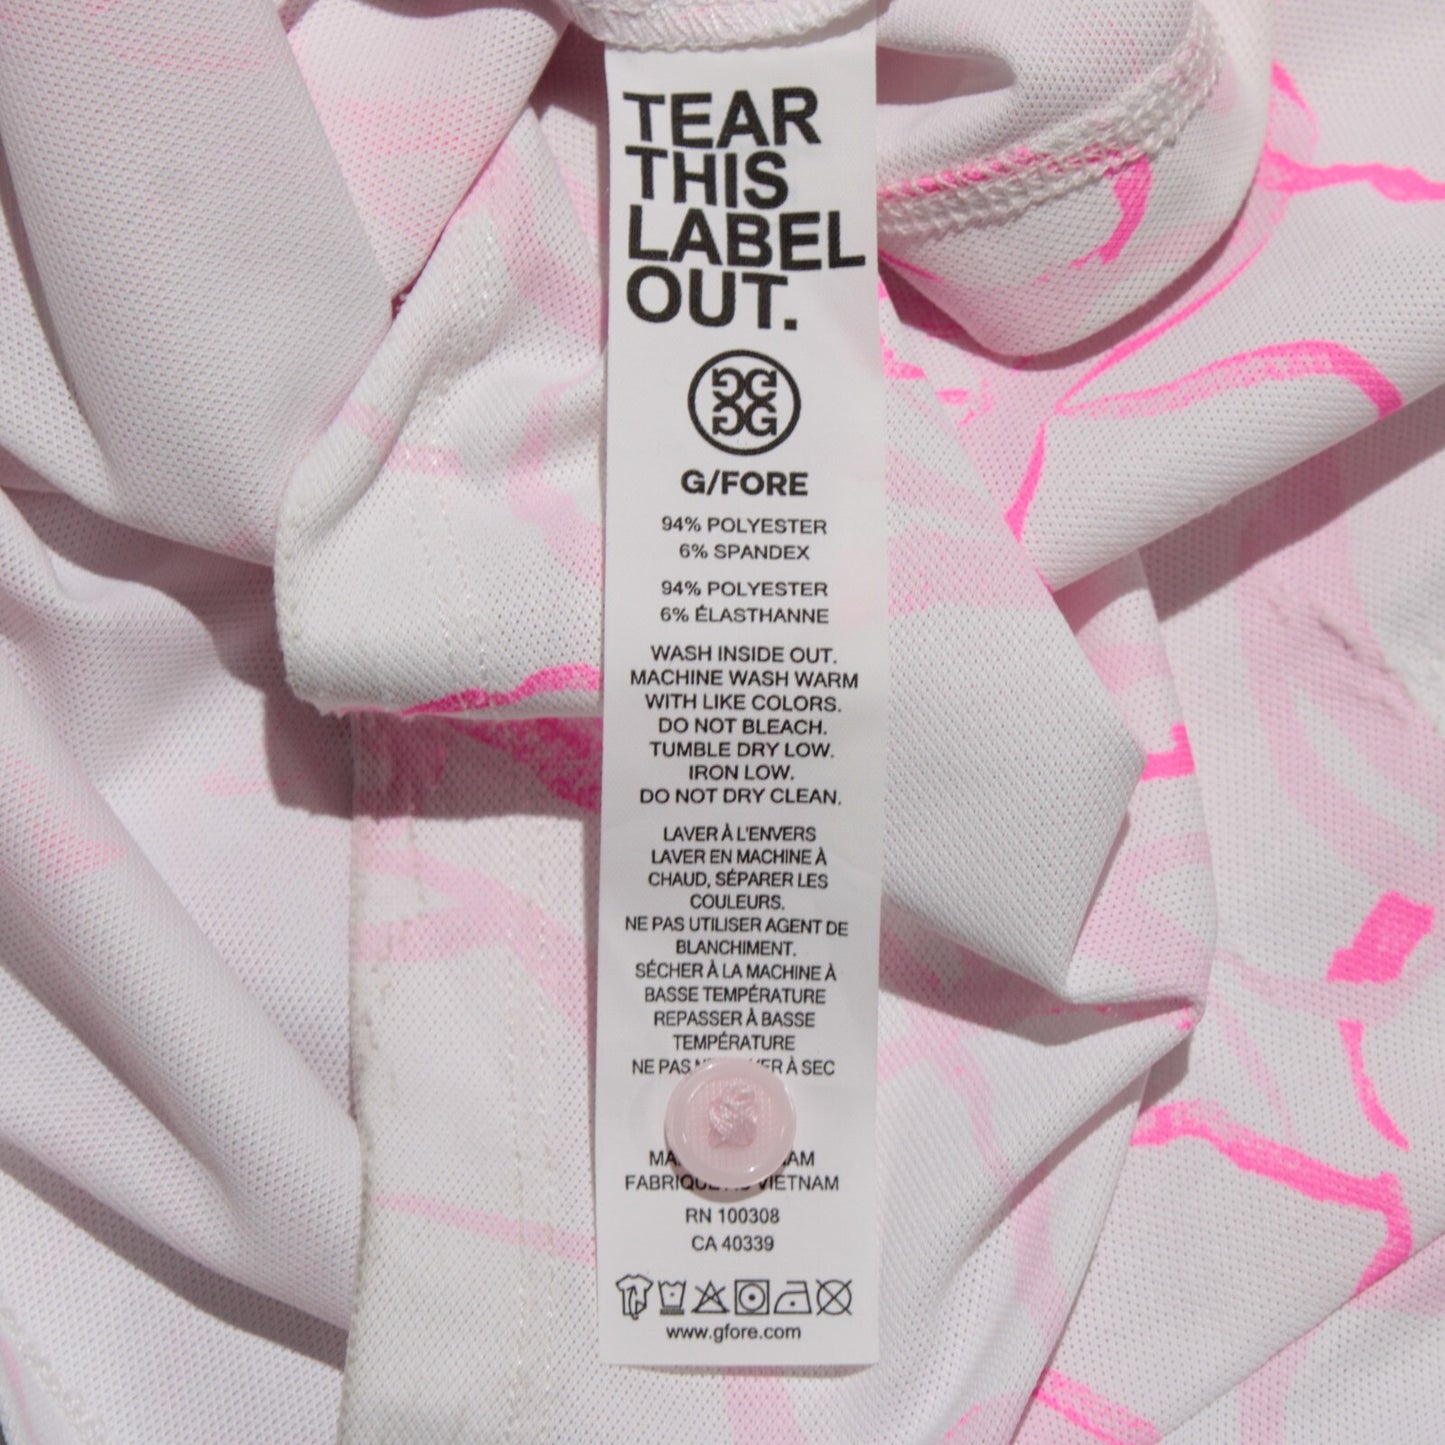 TEAR
THIS
LABEL
OUT.
G/FORE
94% POLYESTER
6% SPANDEX
94% POLYESTER
6% ÉLASTHANNE
WASH INSIDE OUT.
MACHINE WASH WARM
WITH LIKE COLORS.
DO NOT BLEACH.
TUMBLE DRY LOW.
IRON LOW.
DO NOT DRY CLEAN.
LAVER À L'ENVERS
LAVER EN MACHINE À
CHAUD, SÉPARER LES
COULEURS.
NE PAS UTILISER AGENT DE
BLANCHIMENT.
SÉCHER À LA MACHINE À
BASSE TEMPÉRATURE
REPASSER À BASSE
TEMPÉRATURE
NE PAS À SEC
VIETNAM
RN 100308
CA 40339
www.gfore.com